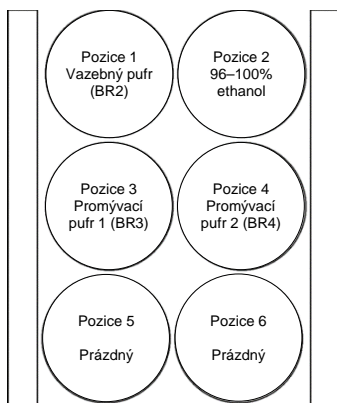 Pozice 1
Vazebný pufr
(BR2)
Pozice 2
96–100%
ethanol
Pozice 3
Promývací
pufr 1 (BR3)
Pozice 4
Promývací
pufr 2 (BR4)
Pozice 5
Prázdný
Pozice 6
Prázdný